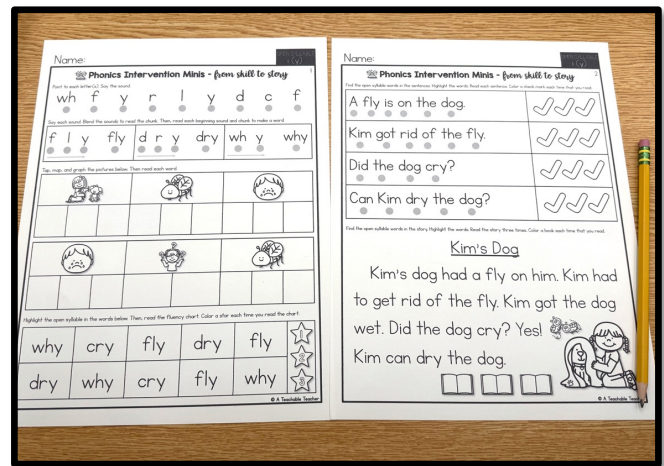 Name:
1
Phonics Intervention Minis - from skill to story
Point to each letter(s). Say the sound.
wh f y r l y d c f
Say each sound. Blend the sounds to read the chunk. Then, read each beginning sound and chunk to make a word.
f l y fly d r y dry wh y why
Tap, map, and graph the pictures below. Then read each word.
Highlight the open syllable in the words below. Then, read the fluency chart. Color a star each time you read the chart.
why cry fly dry fly
2
dry why cry fly why 3
© A Teachable Teacher
Name:
2
Phonics Intervention Minis - from skill to story
Find the open syllable words in the sentences. Highlight the words. Read each sentence. Color a check mark each time that you read.
A fly is on the dog.
Kim got rid of the fly.
Did the dog cry?
Can Kim dry the dog?
Find the open syllable words in the story. Highlight the words. Read the story three times. Color a book each time that you read.
Kim's Dog
Kim's dog had a fly on him. Kim had
to get rid of the fly. Kim got the dog
wet. Did the dog cry? Yes!
Kim can dry the dog.
© A Teachable